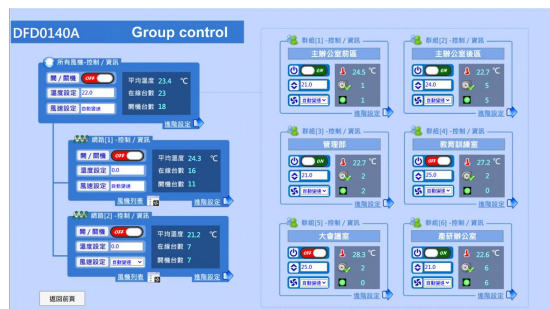 DFD0140A
Group control
所有風機-控制 / 資訊
開 / 關機 OFF
溫度設定 22.0
風速設定 自動變速
平均溫度 23.4 ℃
在線台數 23
開機台數 18
進階設定
網路[1] -控制 / 資訊
開 / 關機 OFF
溫度設定 0.0
風速設定 自動變速
平均溫度 24.3 ℃
在線台數 16
開機台數 11
風機列表
進階設定
網路[2] -控制 / 資訊
開 / 關機 OFF
溫度設定 0.0
風速設定 自動變速
平均溫度 21.2 ℃
在線台數 7
開機台數 7
風機列表
進階設定
返回前頁
群組[1] -控制 / 資訊
主辦公室前區
ON 24.5 ℃
21.0 1
自動變速 1
進階設定
群組[2] -控制 / 資訊
主辦公室後區
ON 22.7 ℃
24.0 5
自動變速 5
進階設定
群組[3] -控制 / 資訊
管理部
ON 22.7 ℃
21.0 2
自動變速 2
進階設定
群組[4] -控制 / 資訊
教育訓練室
OFF 27.2 ℃
25.0 2
自動變速 0
進階設定
群組[5] -控制 / 資訊
大會議室
OFF 28.3 ℃
25.0 2
自動變速 0
進階設定
群組[6] -控制 / 資訊
產研辦公室
ON 22.6 ℃
21.0 6
自動變速 6
進階設定